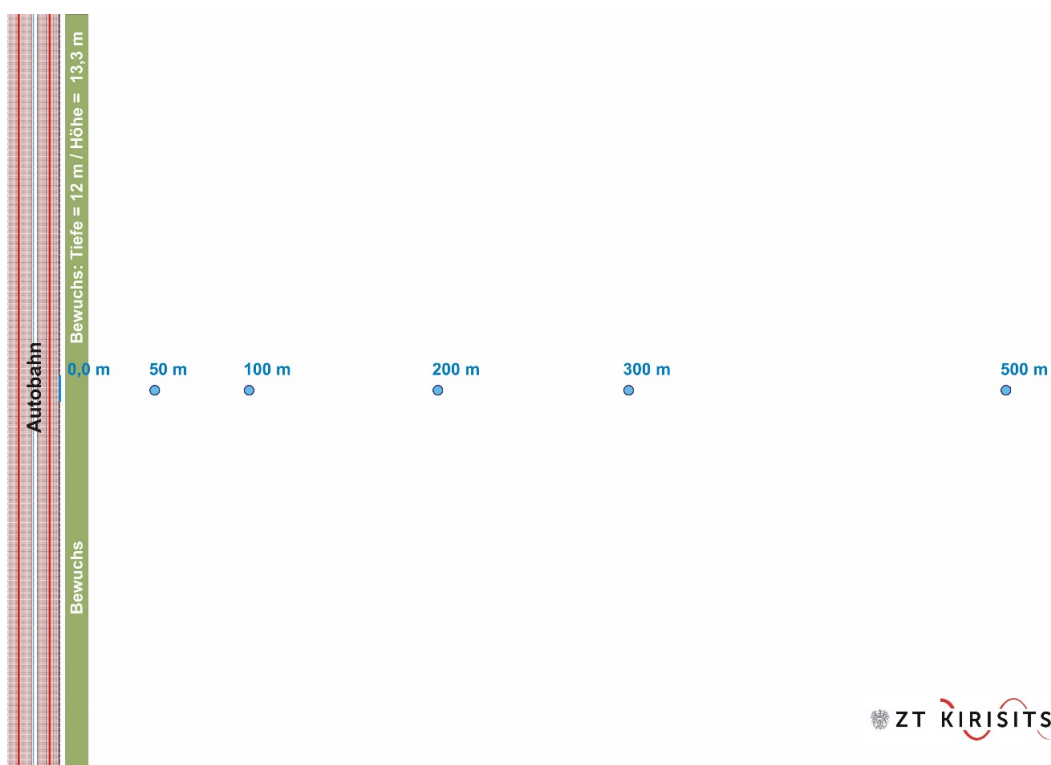 Bewuchs: Tiefe = 12 m / Höhe = 13,3 m
Autobahn
0,0 m
50 m
100 m
200 m
300 m
500 m
Bewuchs
ZT KIRISITS